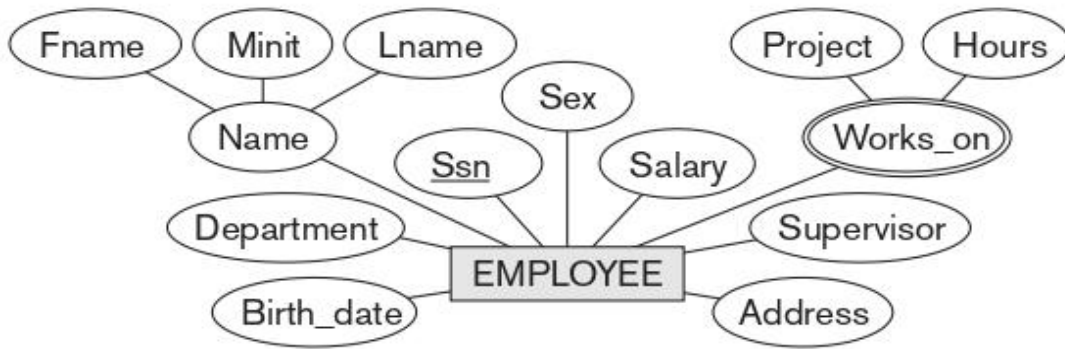 Fname
Minit
Lname
Project
Hours
Name
Sex
Works_on
Ssn
Salary
Department
Supervisor
EMPLOYEE
Birth_date
Address